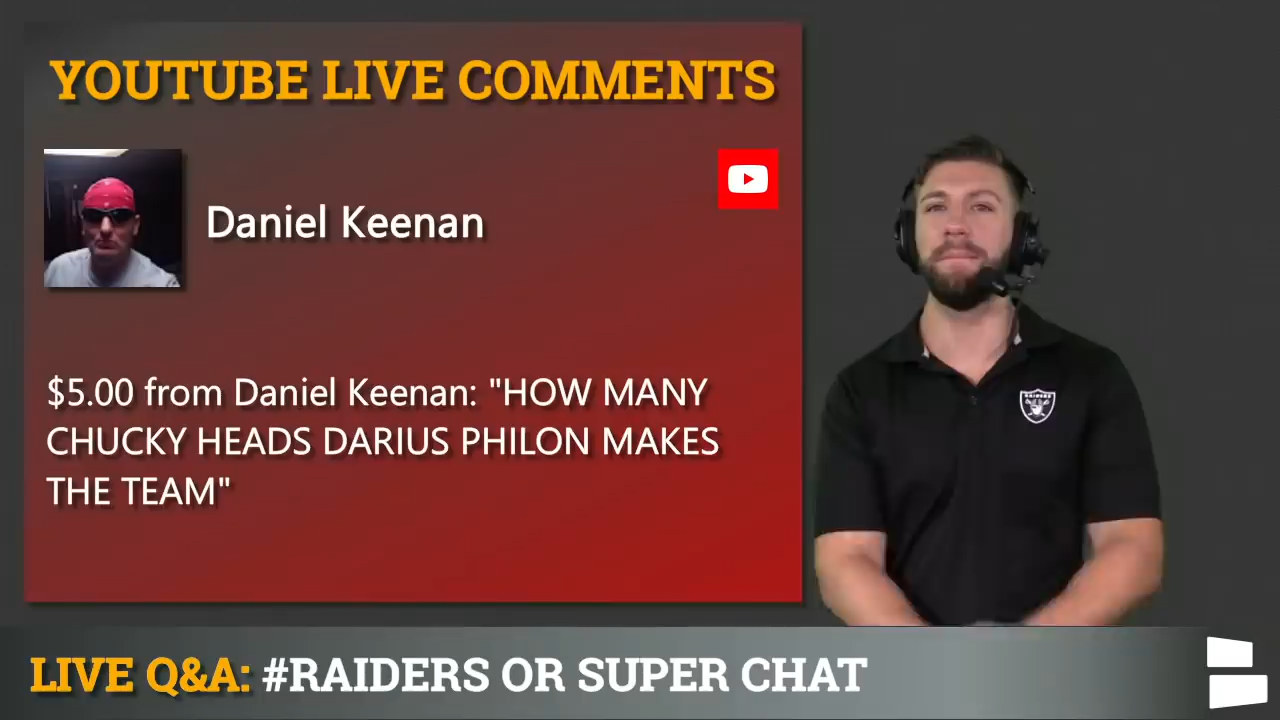 YOUTUBE LIVE COMMENTS
Daniel Keenan
$5.00 from Daniel Keenan: "HOW MANY
CHUCKY HEADS DARIUS PHILON MAKES
THE TEAM"
RAIDERS
LIVE Q&A: #RAIDERS OR SUPER CHAT